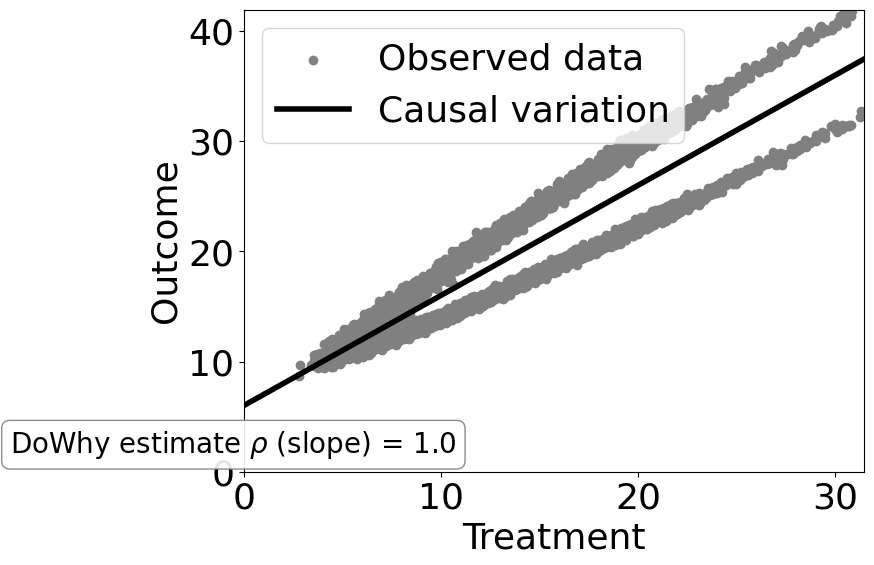 40
30
20
10
0
Outcome
Observed data
Causal variation
DoWhy estimate ρ (slope) = 1.0
0 10 20 30
Treatment